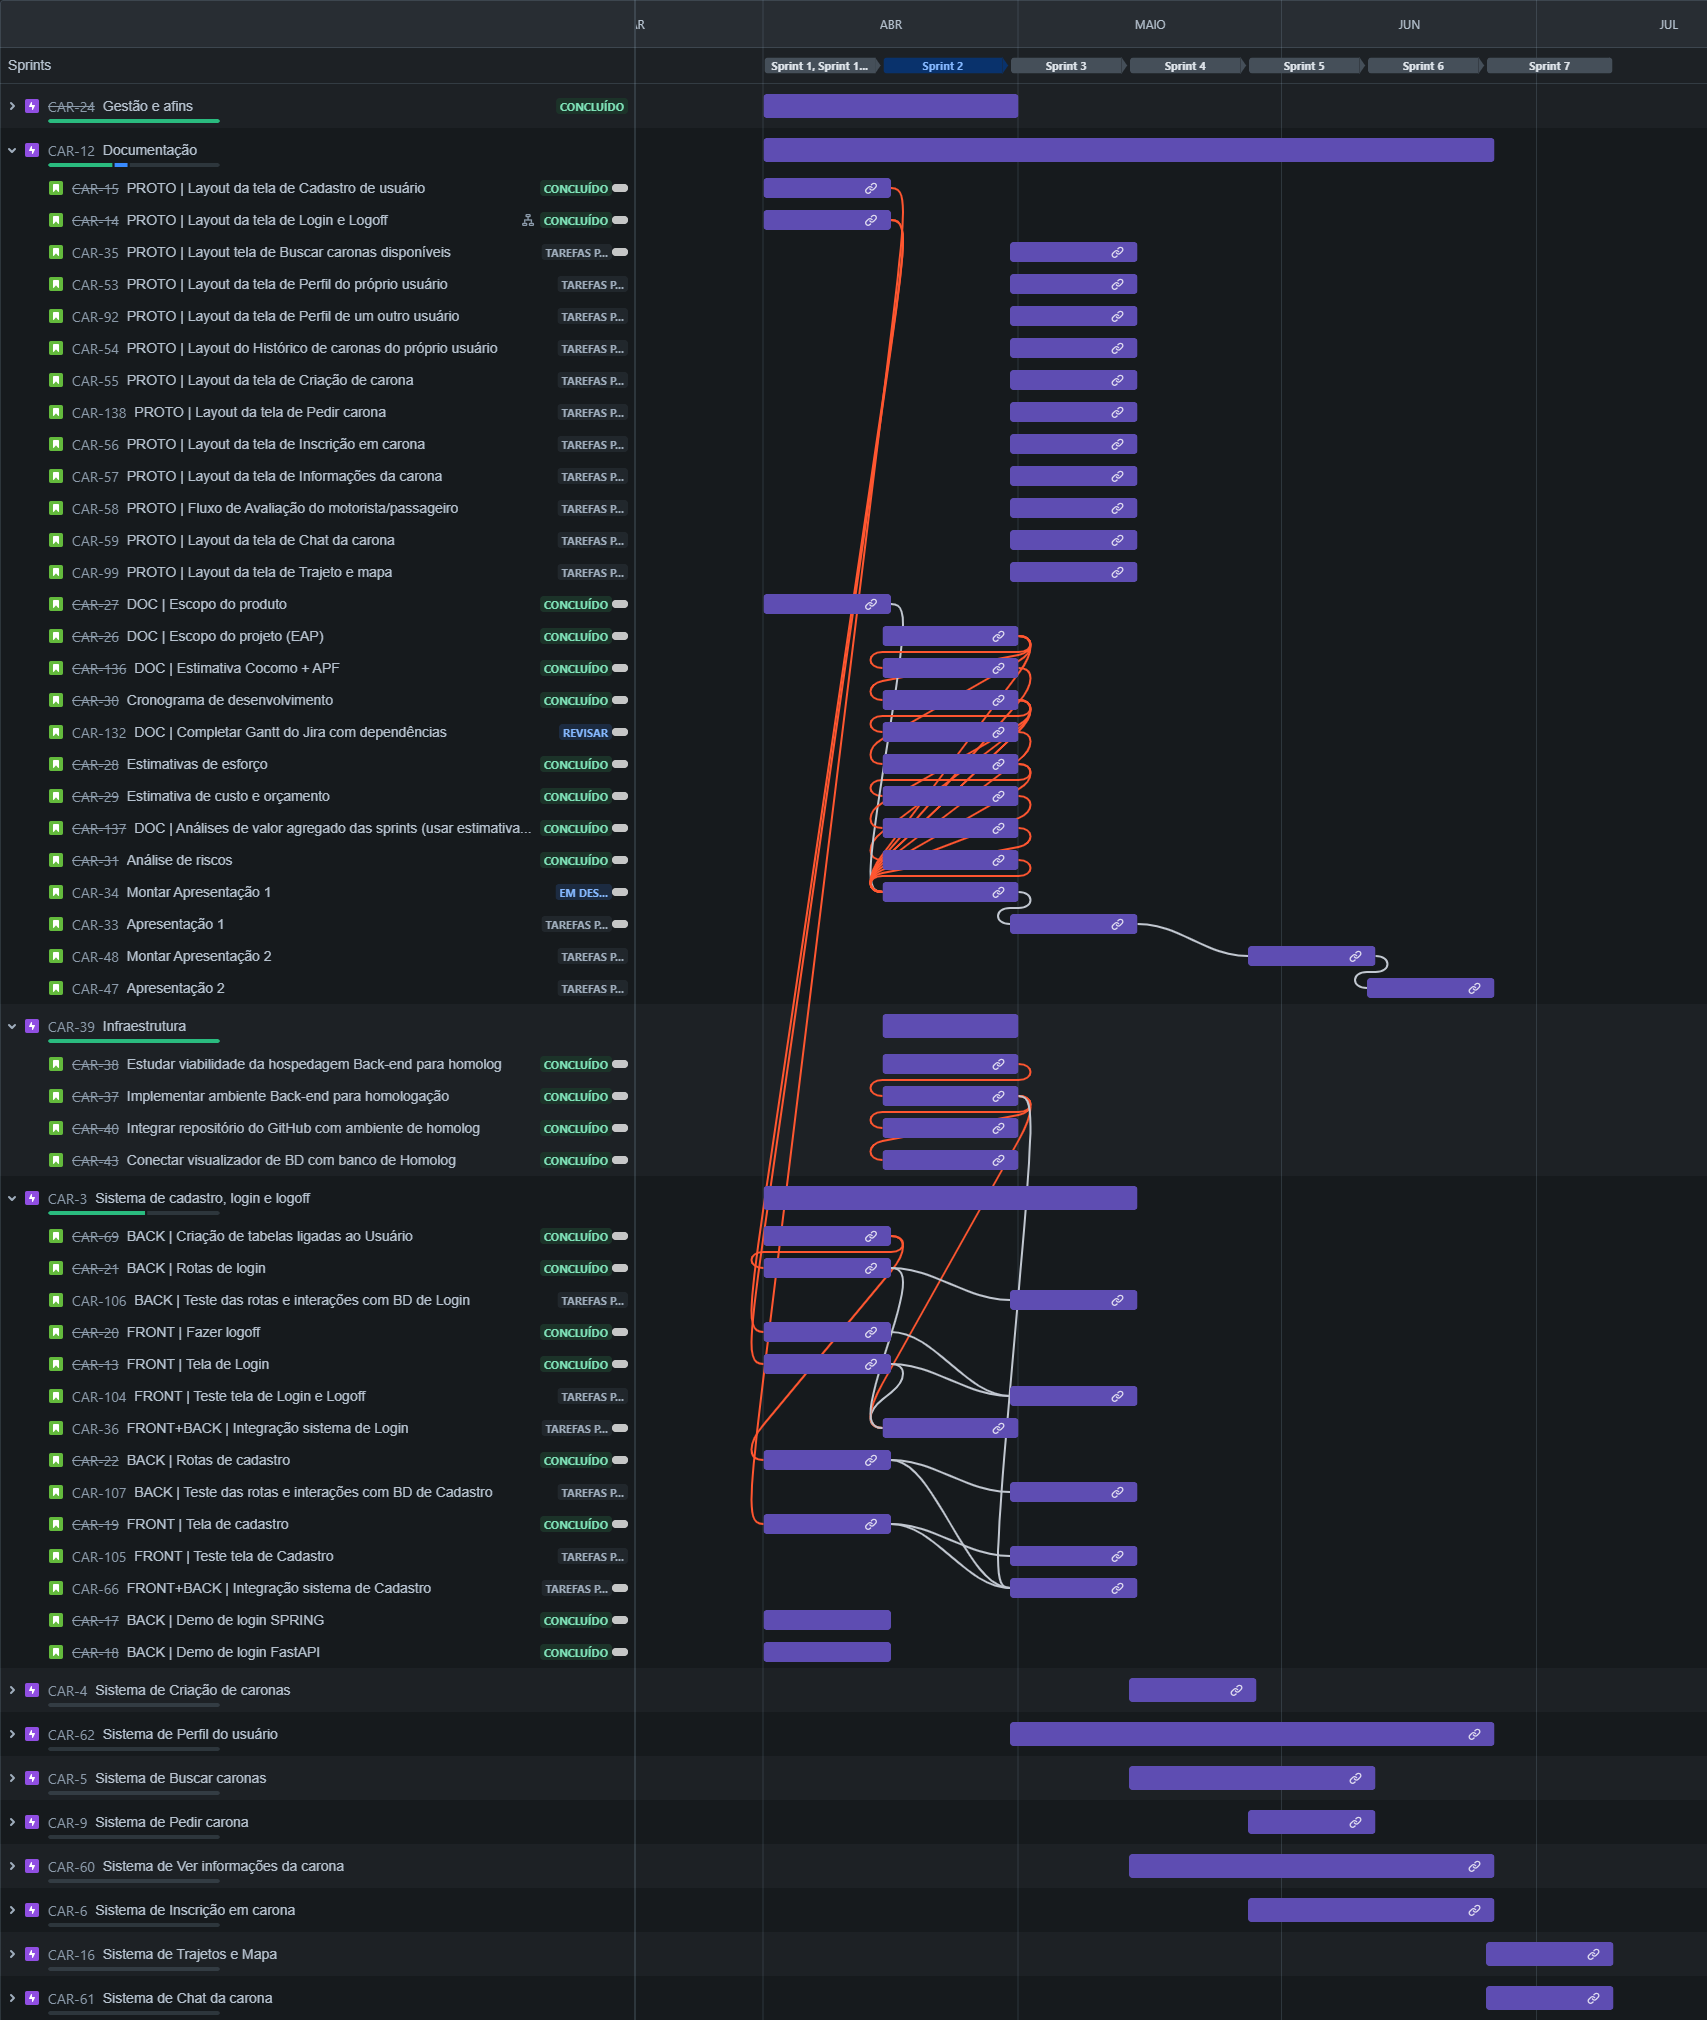 AR ABR MAIO JUN JUL
Sprints Sprint 1, Sprint 1... Sprint 2 Sprint 3 Sprint 4 Sprint 5 Sprint 6 Sprint 7
CAR-24 Gestão e afins CONCLUÍDO
CAR-12 Documentação
CAR-15 PROTO | Layout da tela de Cadastro de usuário CONCLUÍDO
CAR-14 PROTO | Layout da tela de Login e Logoff CONCLUÍDO
CAR-35 PROTO | Layout tela de Buscar caronas disponíveis TAREFAS P...
CAR-53 PROTO | Layout da tela de Perfil do próprio usuário TAREFAS P...
CAR-92 PROTO | Layout da tela de Perfil de um outro usuário TAREFAS P...
CAR-54 PROTO | Layout do Histórico de caronas do próprio usuário TAREFAS P...
CAR-55 PROTO | Layout da tela de Criação de carona TAREFAS P...
CAR-138 PROTO | Layout da tela de Pedir carona TAREFAS P...
CAR-56 PROTO | Layout da tela de Inscrição em carona TAREFAS P...
CAR-57 PROTO | Layout da tela de Informações da carona TAREFAS P...
CAR-58 PROTO | Fluxo de Avaliação do motorista/passageiro TAREFAS P...
CAR-59 PROTO | Layout da tela de Chat da carona TAREFAS P...
CAR-99 PROTO | Layout da tela de Trajeto e mapa TAREFAS P...
CAR-27 DOC | Escopo do produto CONCLUÍDO
CAR-26 DOC | Escopo do projeto (EAP) CONCLUÍDO
CAR-136 DOC | Estimativa Cocomo + APF CONCLUÍDO
CAR-30 Cronograma de desenvolvimento CONCLUÍDO
CAR-132 DOC | Completar Gantt do Jira com dependências REVISAR
CAR-28 Estimativas de esforço CONCLUÍDO
CAR-29 Estimativa de custo e orçamento CONCLUÍDO
CAR-137 DOC | Análises de valor agregado das sprints (usar estimativa... CONCLUÍDO
CAR-31 Análise de riscos CONCLUÍDO
CAR-34 Montar Apresentação 1 EM DES...
CAR-33 Apresentação 1 TAREFAS P...
CAR-48 Montar Apresentação 2 TAREFAS P...
CAR-47 Apresentação 2 TAREFAS P...
CAR-39 Infraestrutura
CAR-38 Estudar viabilidade da hospedagem Back-end para homolog CONCLUÍDO
CAR-37 Implementar ambiente Back-end para homologação CONCLUÍDO
CAR-40 Integrar repositório do GitHub com ambiente de homolog CONCLUÍDO
CAR-43 Conectar visualizador de BD com banco de Homolog CONCLUÍDO
CAR-3 Sistema de cadastro, login e logoff
CAR-69 BACK | Criação de tabelas ligadas ao Usuário CONCLUÍDO
CAR-21 BACK | Rotas de login CONCLUÍDO
CAR-106 BACK | Teste das rotas e interações com BD de Login TAREFAS P...
CAR-20 FRONT | Fazer logoff CONCLUÍDO
CAR-13 FRONT | Tela de Login CONCLUÍDO
CAR-104 FRONT | Teste tela de Login e Logoff TAREFAS P...
CAR-36 FRONT+BACK | Integração sistema de Login TAREFAS P...
CAR-22 BACK | Rotas de cadastro CONCLUÍDO
CAR-107 BACK | Teste das rotas e interações com BD de Cadastro TAREFAS P...
CAR-19 FRONT | Tela de cadastro CONCLUÍDO
CAR-105 FRONT | Teste tela de Cadastro TAREFAS P...
CAR-66 FRONT+BACK | Integração sistema de Cadastro TAREFAS P...
CAR-17 BACK | Demo de login SPRING CONCLUÍDO
CAR-18 BACK | Demo de login FastAPI CONCLUÍDO
CAR-4 Sistema de Criação de caronas
CAR-62 Sistema de Perfil do usuário
CAR-5 Sistema de Buscar caronas
CAR-9 Sistema de Pedir carona
CAR-60 Sistema de Ver informações da carona
CAR-6 Sistema de Inscrição em carona
CAR-16 Sistema de Trajetos e Mapa
CAR-61 Sistema de Chat da carona